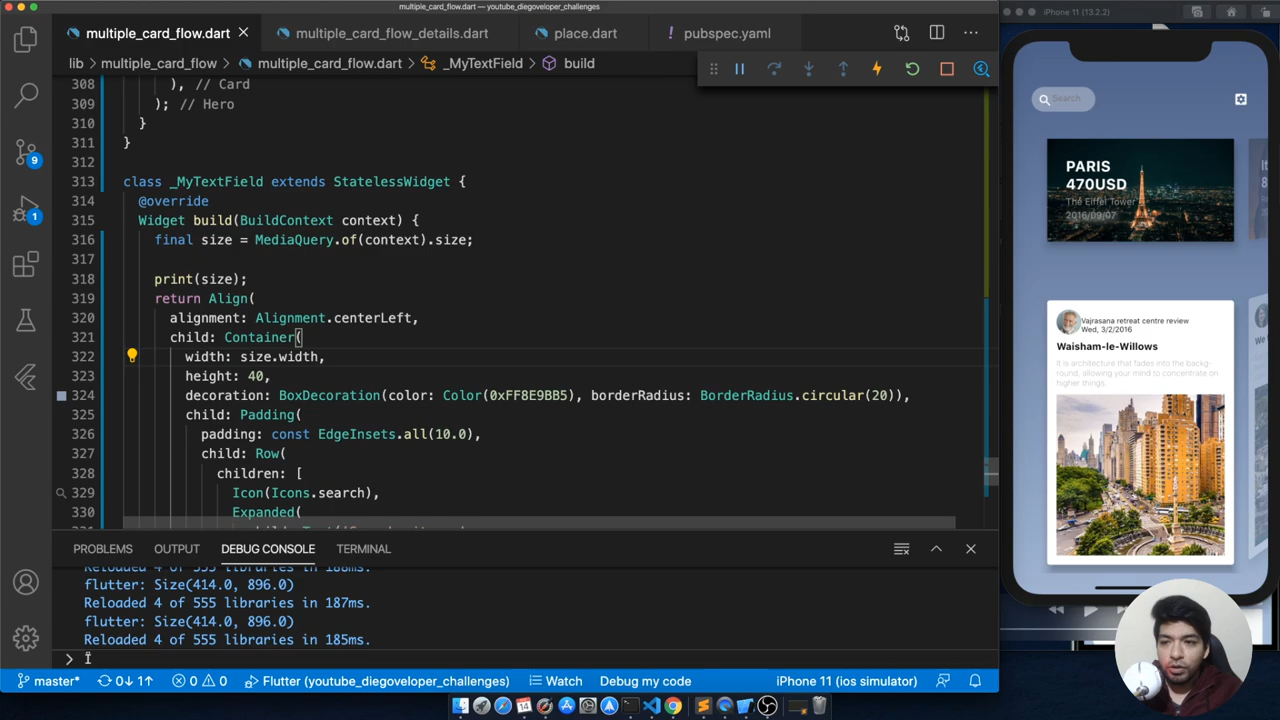 multiple_card_flow.dart — youtube_diegoveloper_challenges
multiple_card_flow.dart
multiple_card_flow_details.dart
place.dart
pubspec.yaml
lib
multiple_card_flow
multiple_card_flow.dart
_MyTextField
build
308 ), // Card
309 ); // Hero
310 }
311 }
312
313 class _MyTextField extends StatelessWidget {
314 @override
315 Widget build(BuildContext context) {
316 final size = MediaQuery.of(context).size;
317
318 print(size);
319 return Align(
320 alignment: Alignment.centerLeft,
321 child: Container(
322 width: size.width,
323 height: 40,
324 decoration: BoxDecoration(color: Color(0xFF8E9BB5), borderRadius: BorderRadius.circular(20)),
325 child: Padding(
326 padding: const EdgeInsets.all(10.0),
327 child: Row(
328 children: [
329 Icon(Icons.search),
330 Expanded(
9
1
PROBLEMS
OUTPUT
DEBUG CONSOLE
TERMINAL
Reloaded 4 of 555 libraries in 188ms.
flutter: Size(414.0, 896.0)
Reloaded 4 of 555 libraries in 187ms.
flutter: Size(414.0, 896.0)
Reloaded 4 of 555 libraries in 185ms.
>
master*
0↓ 1↑
0
0
Flutter (youtube_diegoveloper_challenges)
Watch
Debug my code
iPhone 11 (ios simulator)
iPhone 11 (13.2.2)
Search
PARIS
470USD
The Eiffel Tower
2016/09/07
Vajrasana retreat centre review
Wed, 3/2/2016
Waisham-le-Willows
It is architecture that fades into the backg-
round, allowing your mind to concentrate on
higher things.